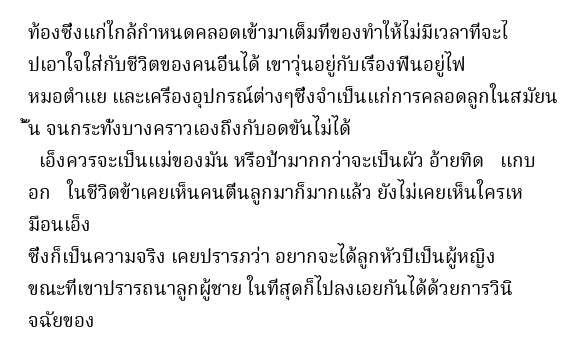 ท้องซึ่งแก่ใกล้กำหนดคลอดเข้ามาเต็มทีของทำให้ไม่มีเวลาที่จะไ
ปเอาใจใส่กับชีวิตของคนอื่นได้ เขาวุ่นอยู่กับเรื่องฟืนอยู่ไฟ
หมอตำแย และเครื่องอุปกรณ์ต่างๆซึ่งจำเป็นแก่การคลอดลูกในสมัยน
ั้น จนกระทั่งบางคราวเองถึงกับอดขันไม่ได้
เอ็งควรจะเป็นแม่ของมัน หรือป้ามากกว่าจะเป็นผัว อ้ายทิด แกบ
อก ในชีวิตข้าเคยเห็นคนตื่นลูกมาก็มากแล้ว ยังไม่เคยเห็นใครเห
มือนเอ็ง
ซึ่งก็เป็นความจริง เคยปรารภว่า อยากจะได้ลูกหัวปีเป็นผู้หญิง
ขณะที่เขาปรารถนาลูกผู้ชาย ในที่สุดก็ไปลงเอยกันได้ด้วยการวินิ
จฉัยของ